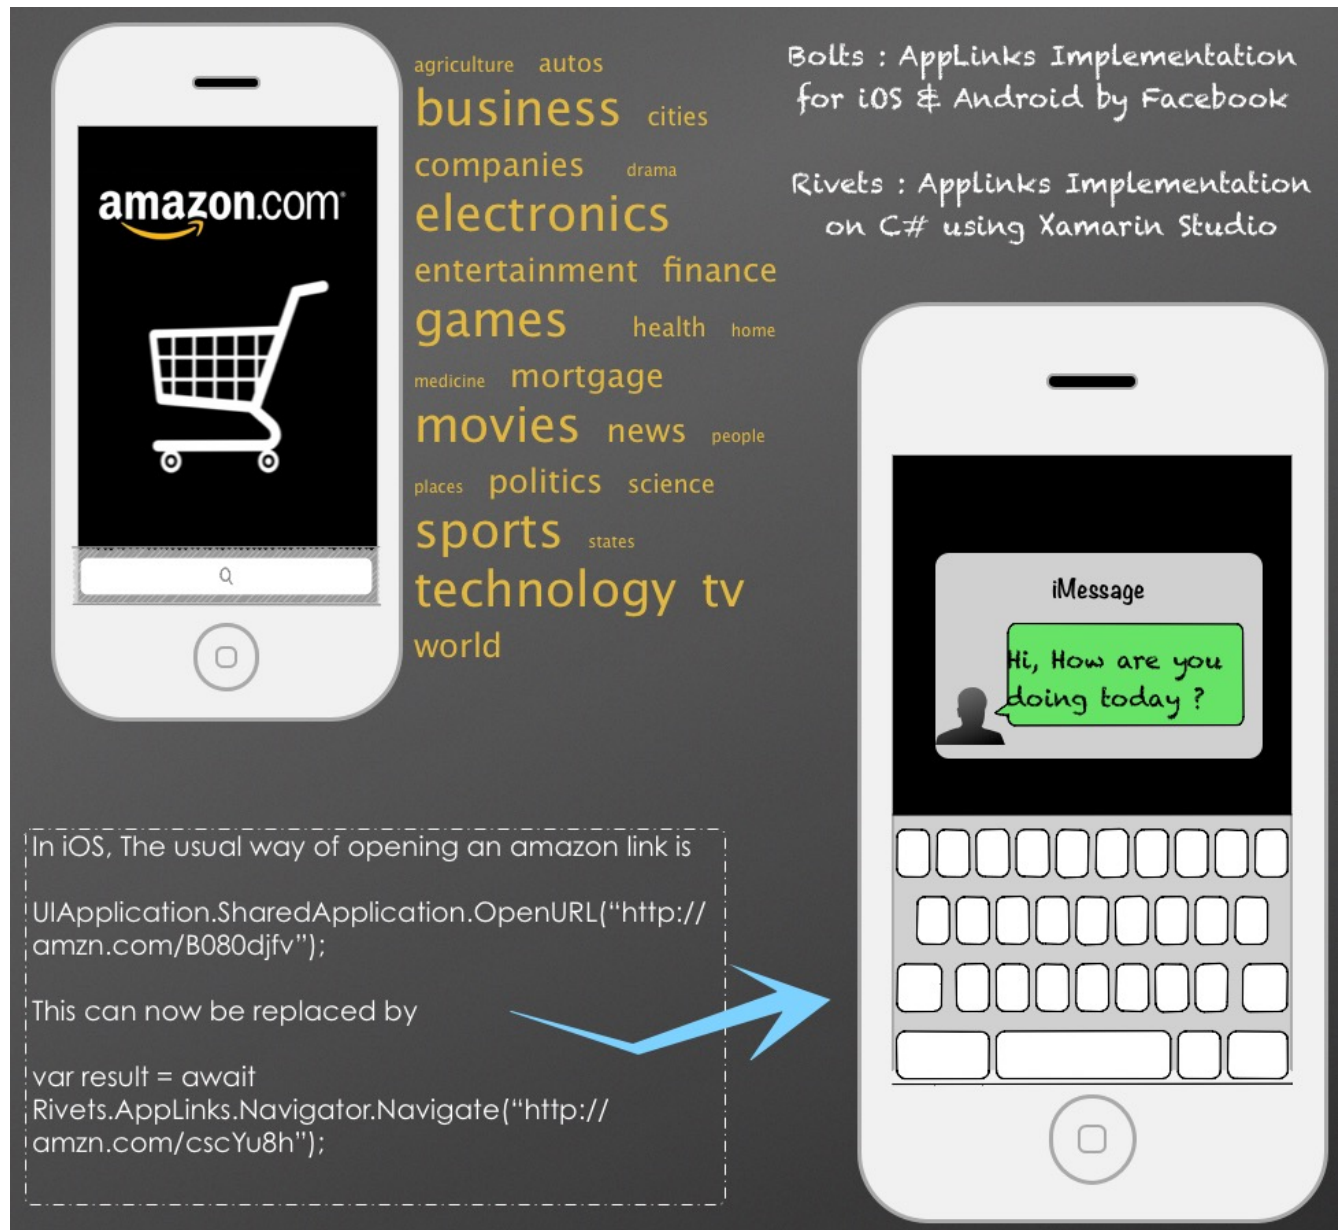 amazon.com
agriculture autos
business cities
companies drama
electronics
entertainment finance
games health home
medicine mortgage
movies news people
places politics science
sports states
technology tv
world
Bolts : AppLinks Implementation
for iOS & Android by Facebook
Rivets : Applinks Implementation
on C# using Xamarin Studio
iMessage
Hi, How are you
doing today ?
In iOS, The usual way of opening an amazon link is
UIApplication.SharedApplication.OpenURL(“http://
amzn.com/B080djfv”);
This can now be replaced by
var result = await
Rivets.AppLinks.Navigator.Navigate(“http://
amzn.com/cscYu8h”);